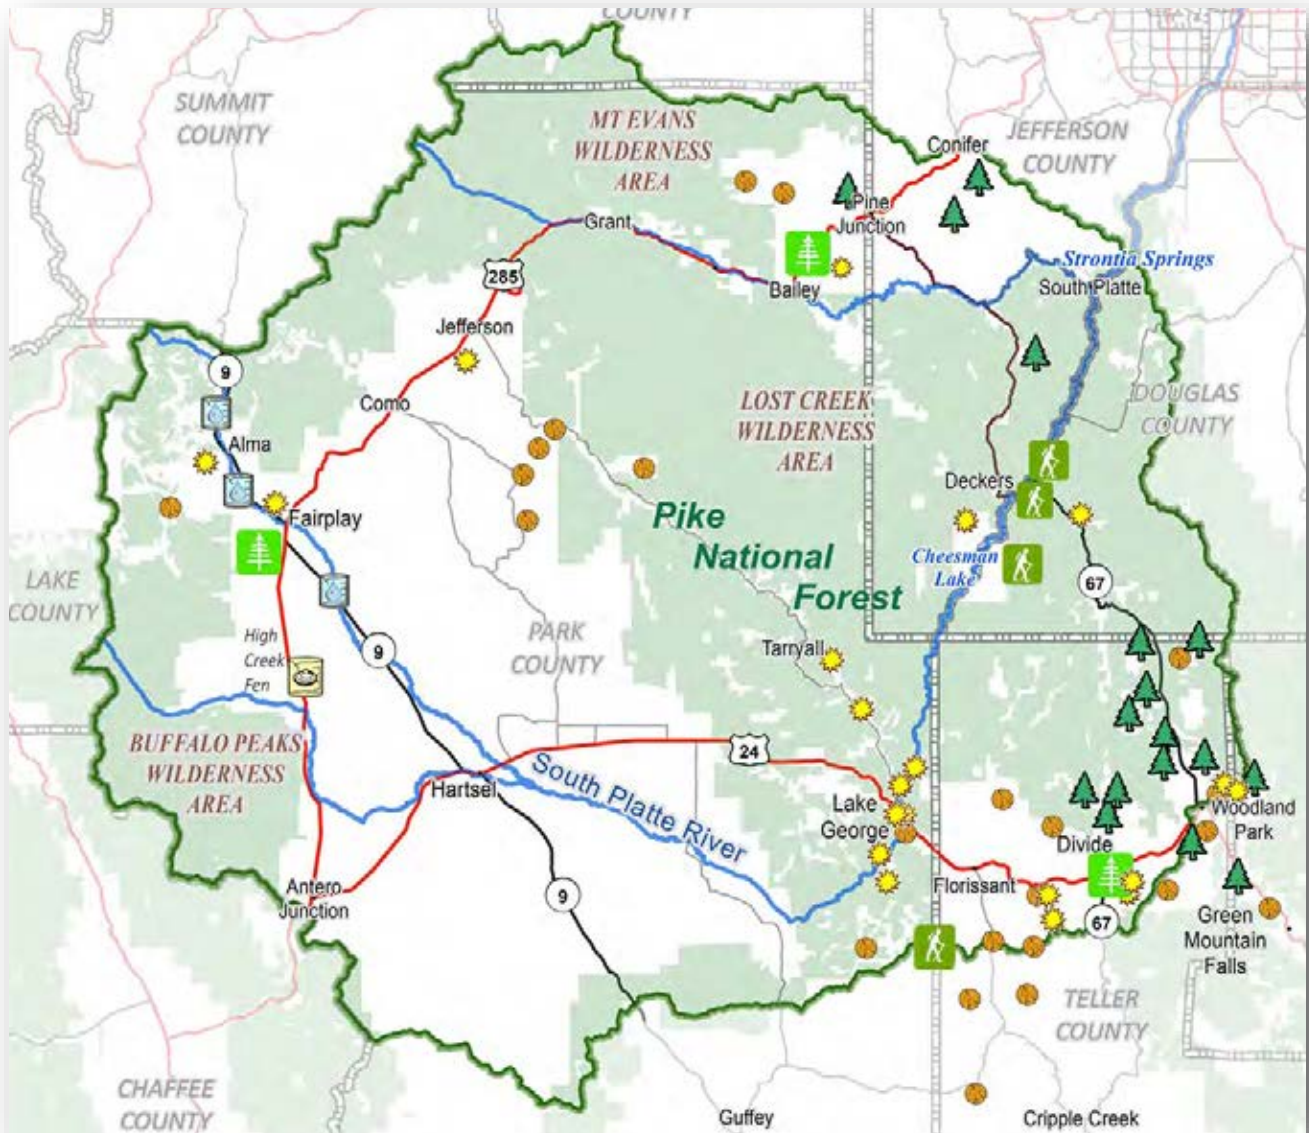 COUNTY
SUMMIT
COUNTY
MT EVANS
WILDERNESS
AREA
JEFFERSON
COUNTY
Conifer
Pine
Junction
Grant
285
Bailey
Strontia Springs
South Platte
Jefferson
9
Como
Alma
LOST CREEK
WILDERNESS
AREA
DOUGLAS
COUNTY
Deckers
Fairplay
Pike
National
Forest
Cheesman
Lake
67
LAKE
COUNTY
High
Creek
Fen
9
PARK
COUNTY
Tarryall
BUFFALO PEAKS
WILDERNESS
AREA
24
Hartsel
South Platte River
Lake
George
Woodland
Park
Divide
Florissant
Antero
Junction
9
67
Green
Mountain
Falls
TELLER
COUNTY
CHAFFEE
COUNTY
Guffey
Cripple Creek